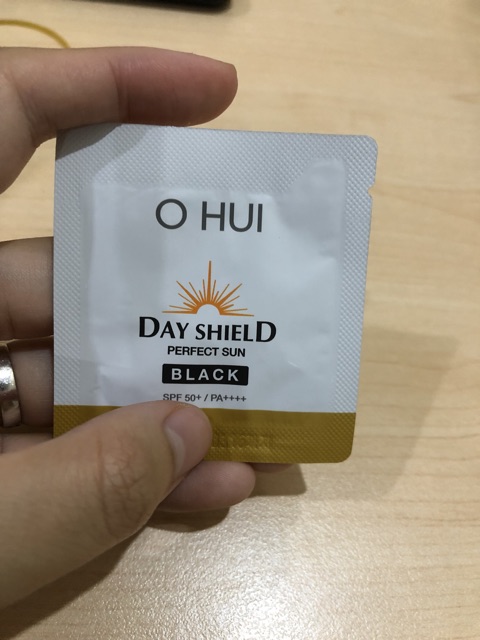 O HUI
DAY SHIELD
PERFECT SUN
BLACK
SPF 50+ / PA++++